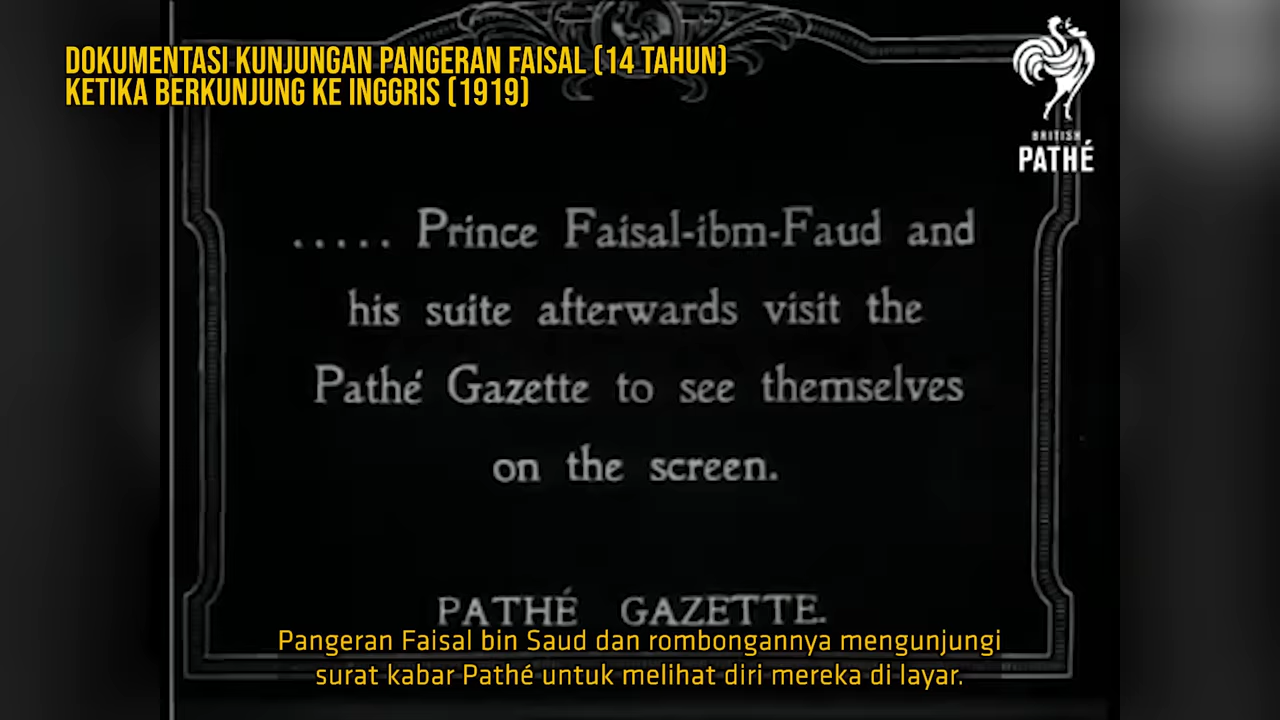 DOKUMENTASI KUNJUNGAN PANGERAN FAISAL (14 TAHUN)
KETIKA BERKUNJUNG KE INGGRIS (1919)
BRITISH
PATHÉ
..... Prince Faisal-ibm-Faud and
his suite afterwards visit the
Pathé Gazette to see themselves
on the screen.
PATHÉ GAZETTE.
Pangeran Faisal bin Saud dan rombongannya mengunjungi
surat kabar Pathé untuk melihat diri mereka di layar.